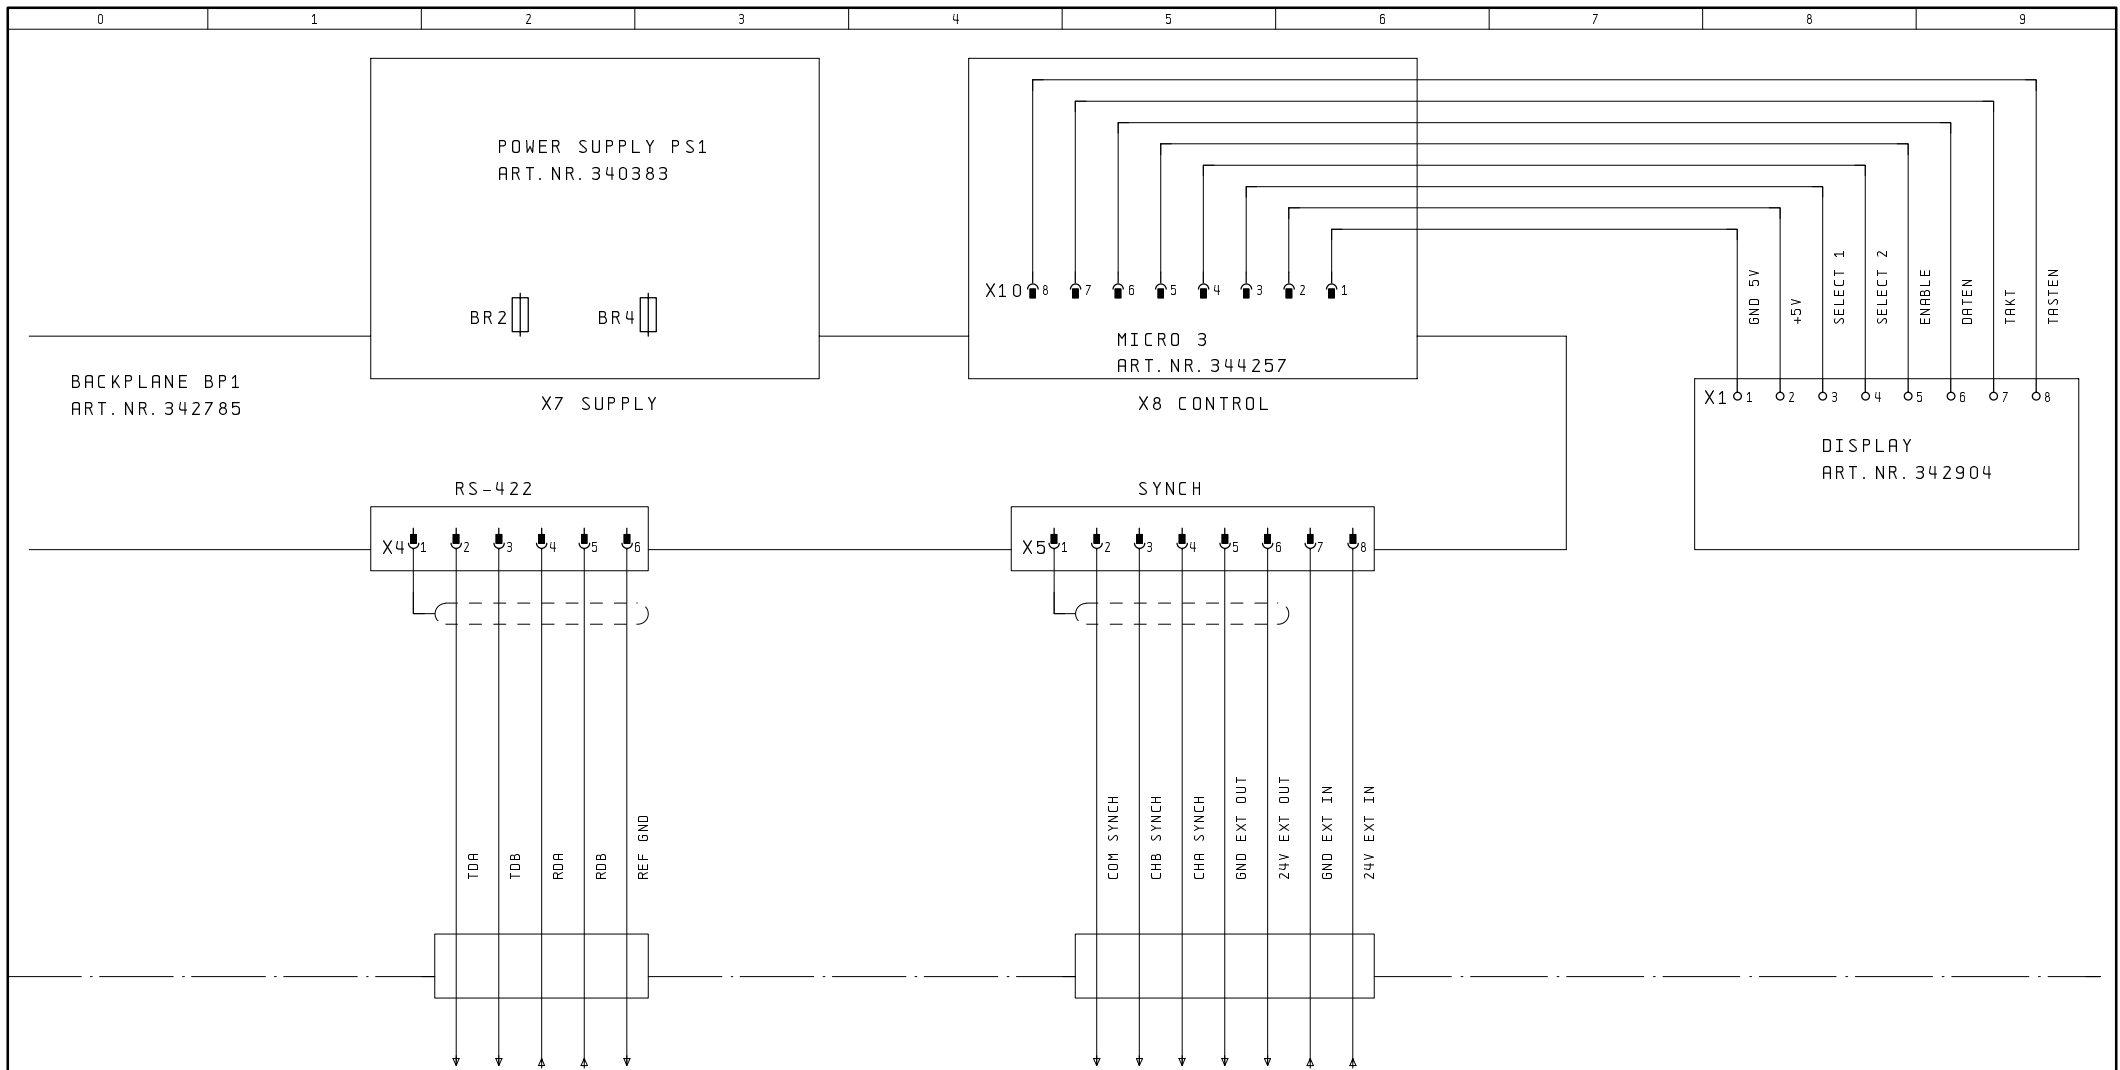 0 1 2 3 4 5 6 7 8 9
POWER SUPPLY PS1
ART.NR.340383
BR2 BR4
X7 SUPPLY
BACKPLANE BP1
ART.NR.342785
X10 8 7 6 5 4 3 2 1
MICRO 3
ART.NR.344257
X8 CONTROL
GND 5V
+5V
SELECT 1
SELECT 2
ENABLE
DATEN
TAKT
TASTEN
X1 1 2 3 4 5 6 7 8
DISPLAY
ART.NR.342904
RS-422
X4 1 2 3 4 5 6
TDA
TDB
RDA
RDB
REF GND
SYNCH
X5 1 2 3 4 5 6 7 8
COM SYNCH
CHB SYNCH
CHA SYNCH
GND EXT OUT
24V EXT OUT
GND EXT IN
24V EXT IN